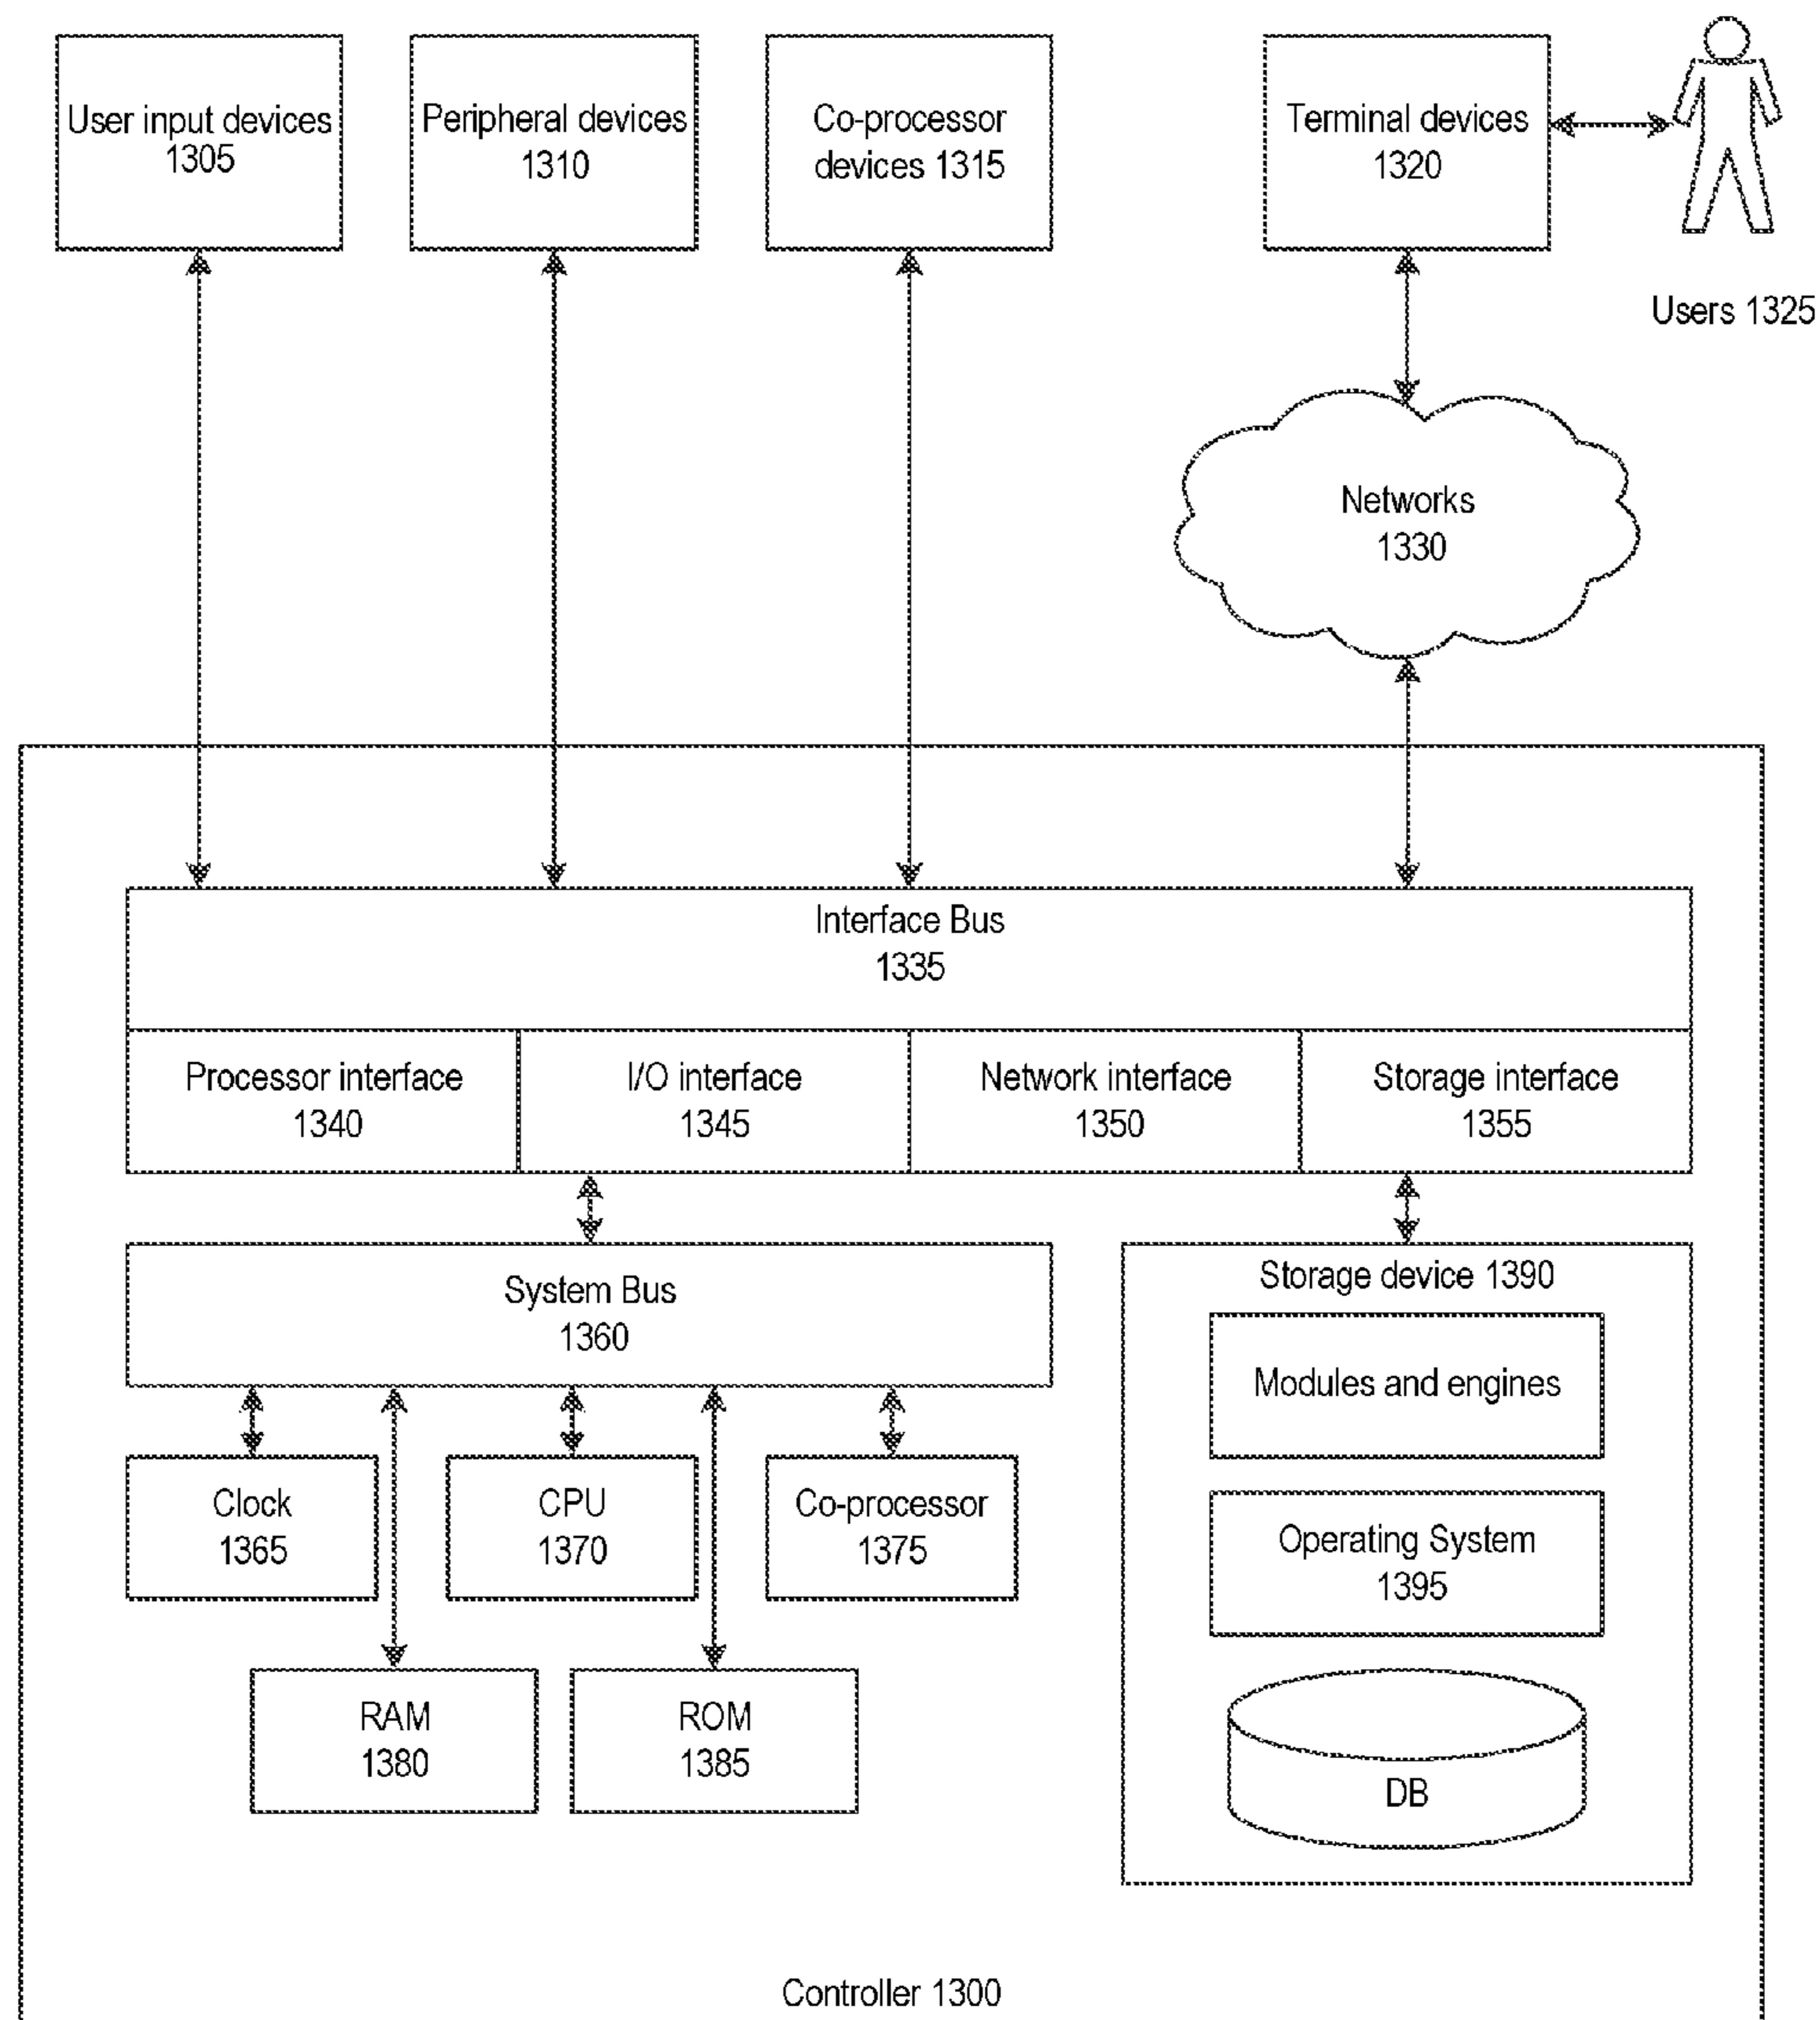 User input devices
1305
Peripheral devices
1310
Co-processor
devices 1315
Terminal devices
1320
Users 1325
Networks
1330
Interface Bus
1335
Processor interface
1340
I/O interface
1345
Network interface
1350
Storage interface
1355
System Bus
1360
Storage device 1390
Modules and engines
Clock
1365
CPU
1370
Co-processor
1375
Operating System
1395
RAM
1380
ROM
1385
DB
Controller 1300